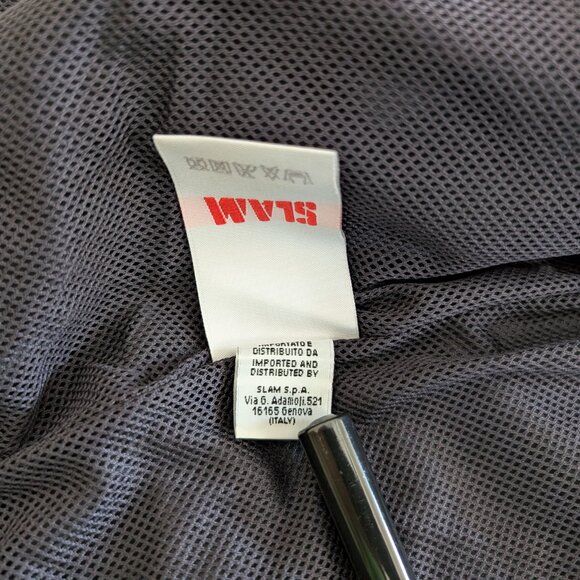 SLAM
IMPORTATO E
DISTRIBUITO DA
IMPORTED AND
DISTRIBUTED BY
SLAM S.p.A.
Via G. Adamoli.521
16165 Genova
(ITALY)